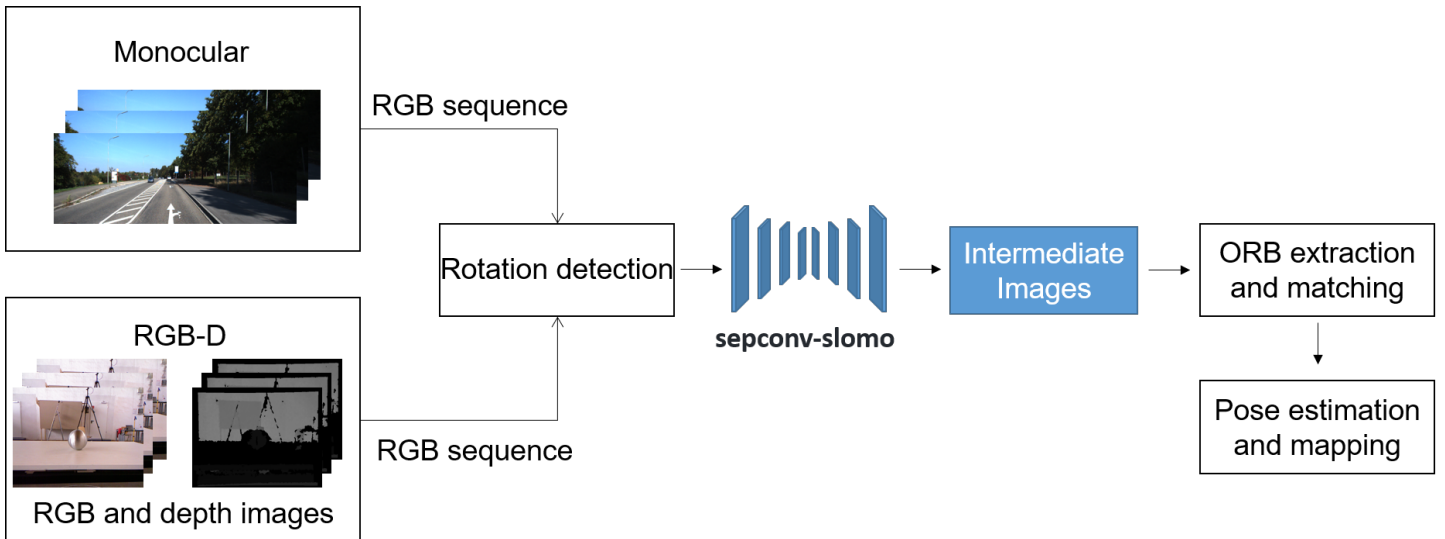 Monocular
RGB sequence
RGB-D
RGB and depth images
RGB sequence
Rotation detection
sepconv-slomo
Intermediate
Images
ORB extraction
and matching
Pose estimation
and mapping